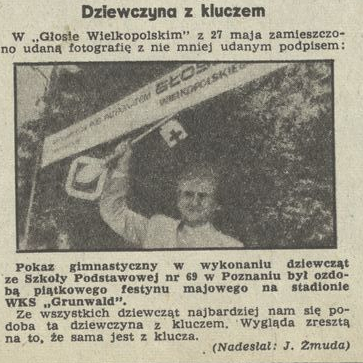 Dziewczyna z kluczem
W „Głosie Wielkopolskim" z 27 maja zamieszczo-
no udaną fotografię z nie mniej udanym podpisem:
GŁOS
WIELKOPOLSKIEGO
Pokaz gimnastyczny w wykonaniu dziewcząt
ze Szkoły Podstawowej nr 69 w Poznaniu był ozdo-
bą piątkowego festynu majowego na stadionie
WKS „Grunwald".
Ze wszystkich dziewcząt najbardziej nam się po-
doba ta dziewczyna z kluczem. Wygląda zresztą
na to, że sama jest z klucza.
(Nadesłał: J. Żmuda)